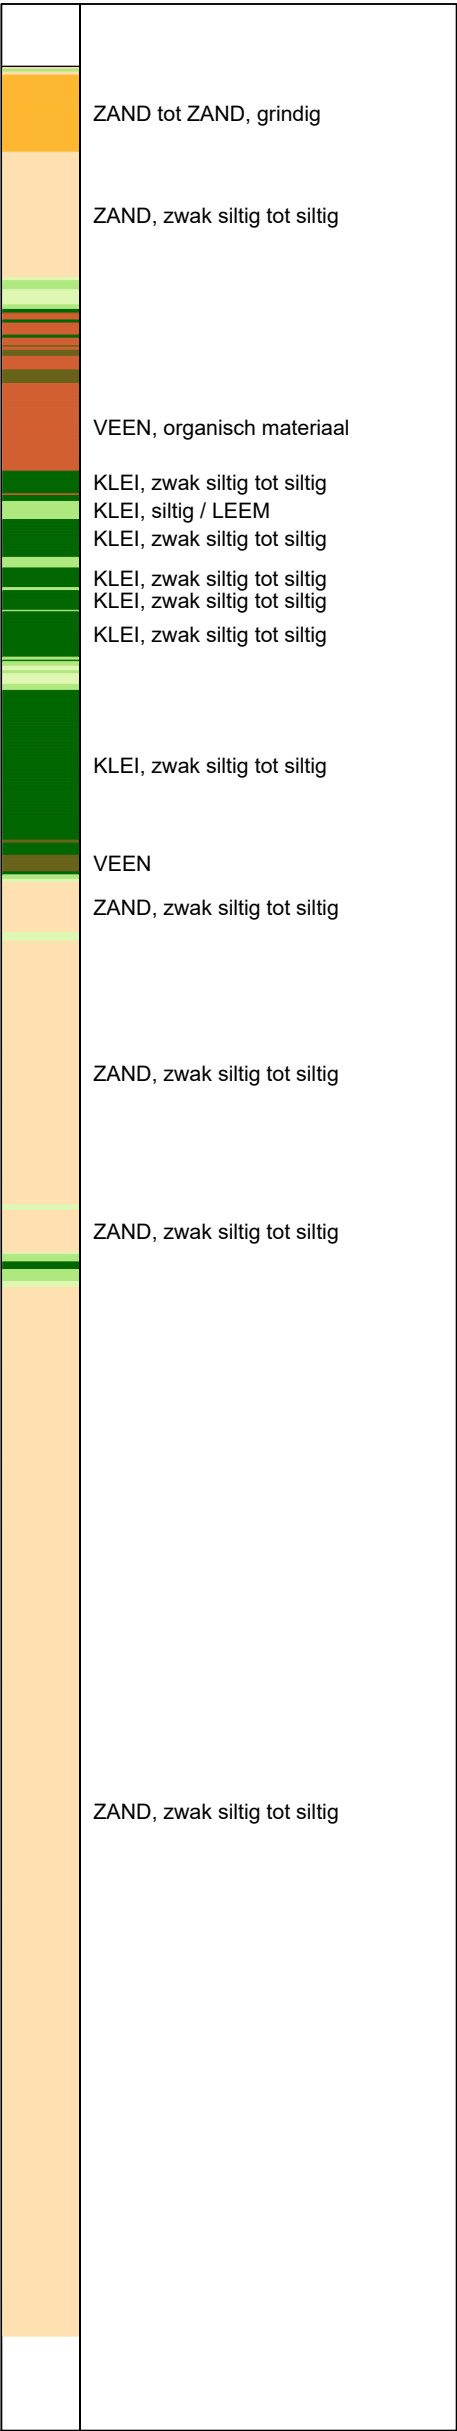 ZAND tot ZAND, grindig
ZAND, zwak siltig tot siltig
VEEN, organisch materiaal
KLEI, zwak siltig tot siltig
KLEI, siltig / LEEM
KLEI, zwak siltig tot siltig
KLEI, zwak siltig tot siltig
KLEI, zwak siltig tot siltig
KLEI, zwak siltig tot siltig
KLEI, zwak siltig tot siltig
VEEN
ZAND, zwak siltig tot siltig
ZAND, zwak siltig tot siltig
ZAND, zwak siltig tot siltig
ZAND, zwak siltig tot siltig